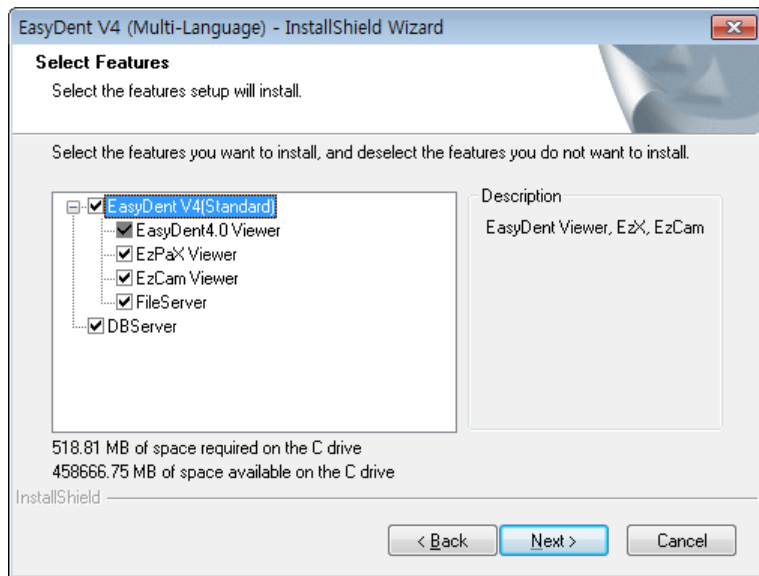 EasyDent V4 (Multi-Language) - InstallShield Wizard
Select Features
Select the features setup will install.
Select the features you want to install, and deselect the features you do not want to install.
EasyDent V4(Standard)
EasyDent4.0 Viewer
EzPaX Viewer
EzCam Viewer
FileServer
DBServer
Description
EasyDent Viewer, EzX, EzCam
518.81 MB of space required on the C drive
458666.75 MB of space available on the C drive
InstallShield
< Back
Next >
Cancel